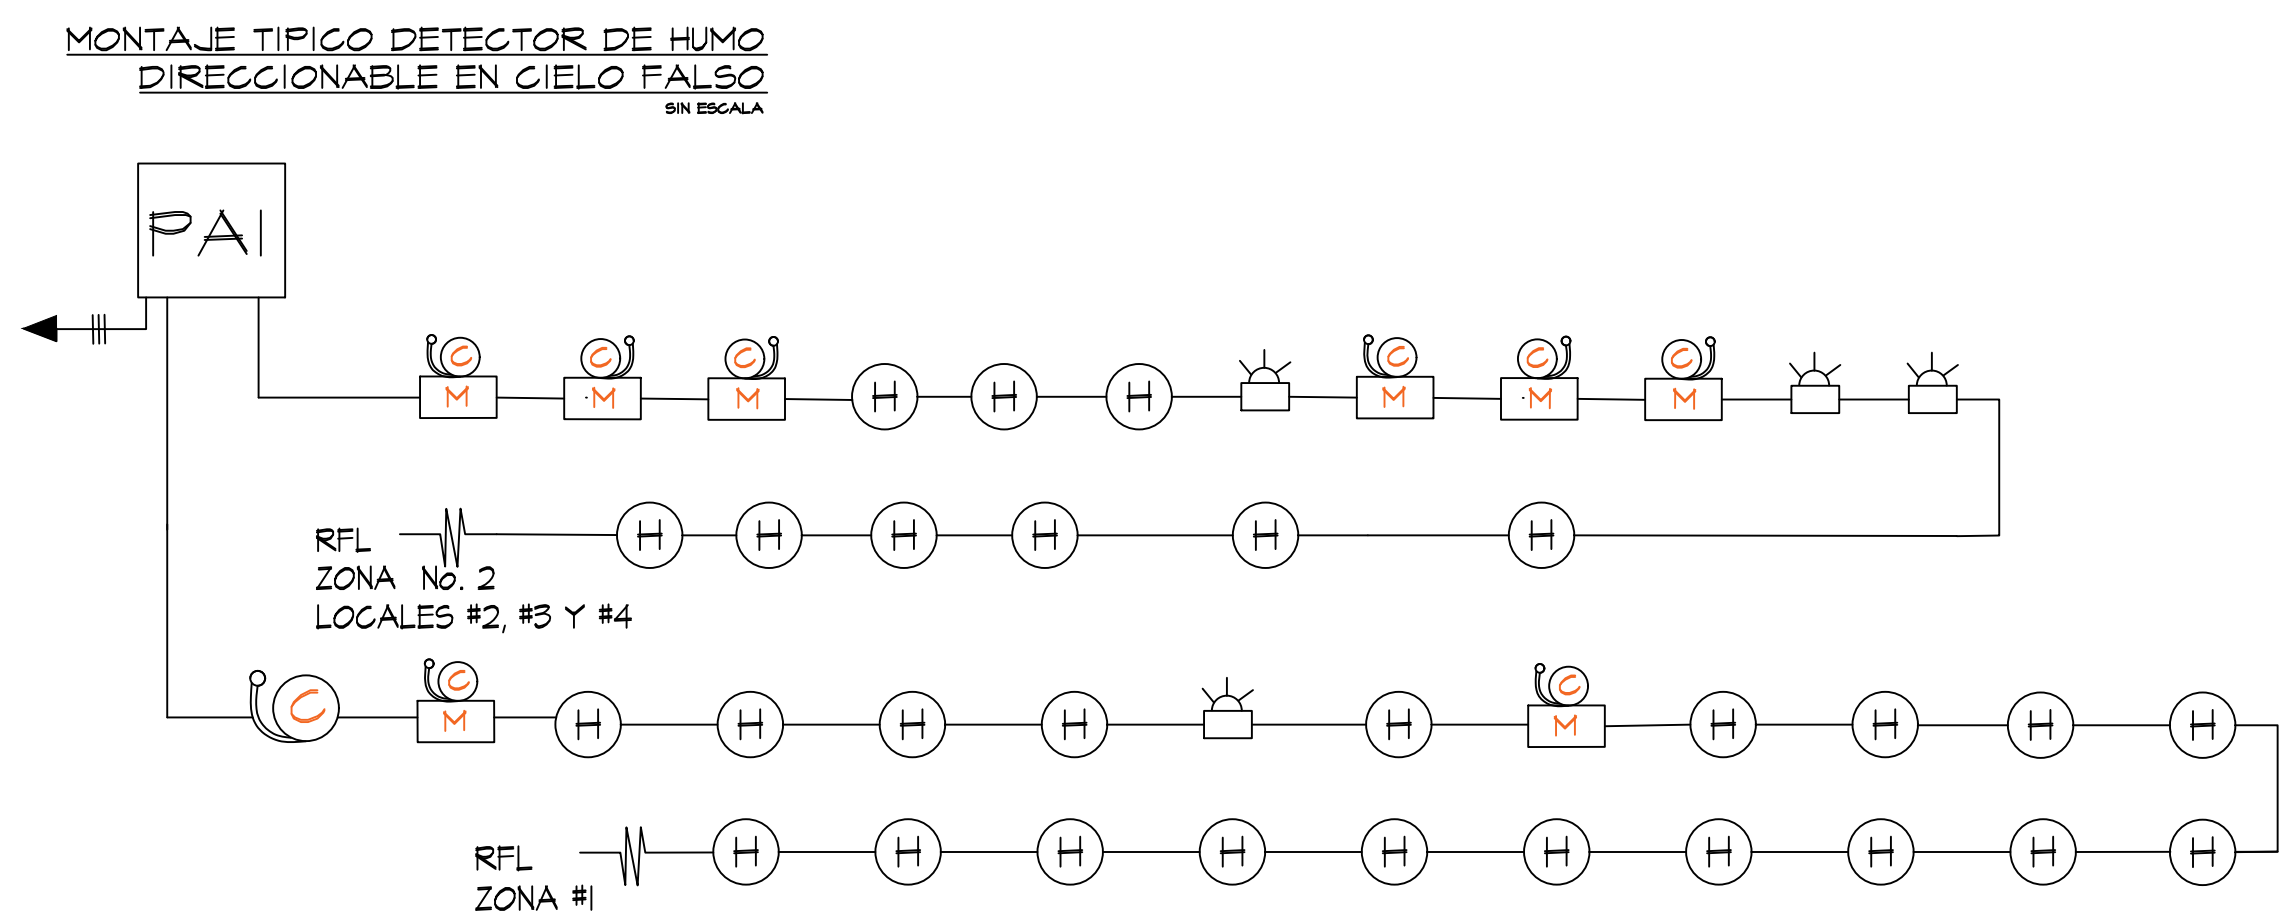 MONTAJE TIPICO DETECTOR DE HUMO
DIRECCIONABLE EN CIELO FALSO
SIN ESCALA
PAI
C C C C C C
M M M H H H M M M
H H H H H H
RFL
ZONA No. 2
LOCALES #2, #3 Y #4
C C C
M H H H H H M H H H H
H H H H H H H H H H
RFL
ZONA #1